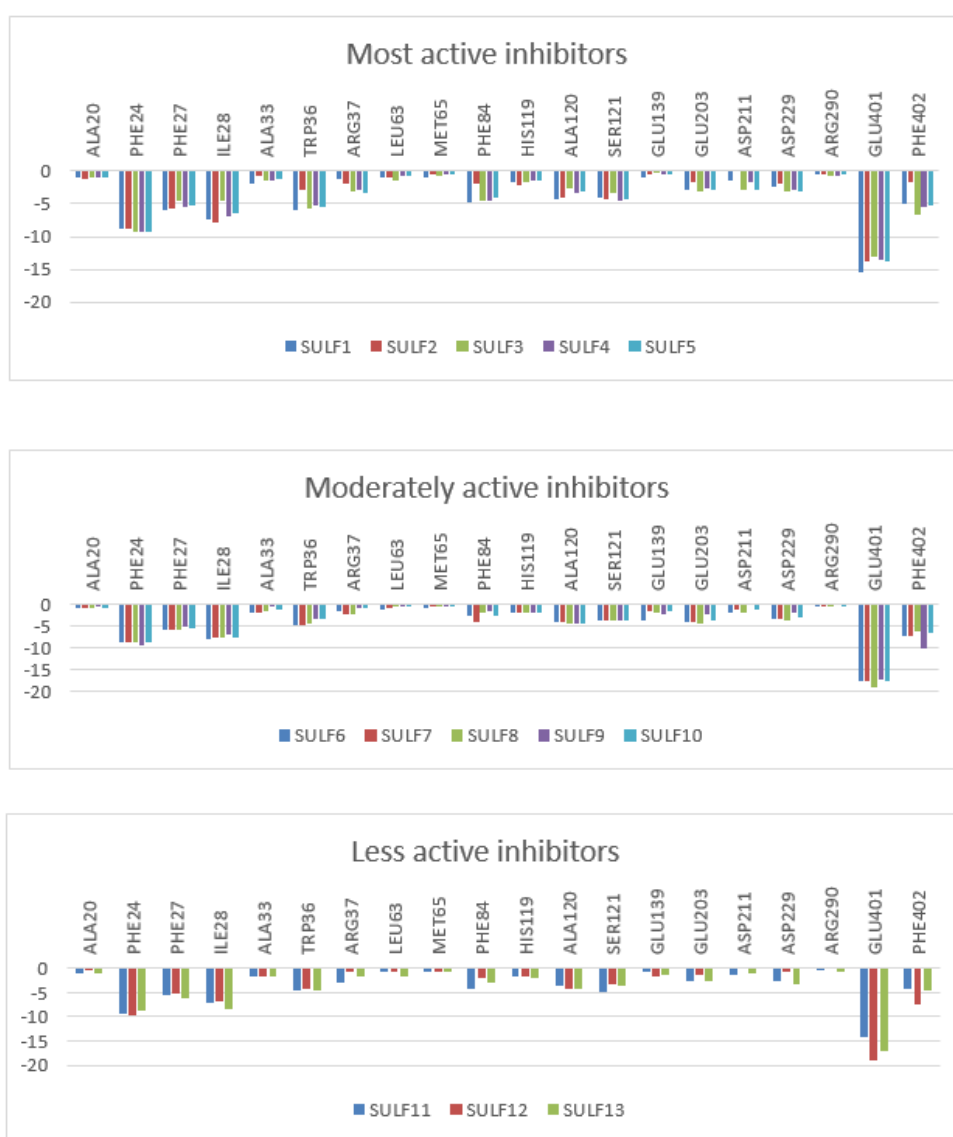 Most active inhibitors
ALA20 PHE24 PHE27 ILE28 ALA33 TRP36 ARG37 LEU63 MET65 PHE84 HIS119 ALA120 SER121 GLU139 GLU203 ASP211 ASP229 ARG290 GLU401 PHE402
0
-5
-10
-15
-20
SULF1 SULF2 SULF3 SULF4 SULF5
Moderately active inhibitors
ALA20 PHE24 PHE27 ILE28 ALA33 TRP36 ARG37 LEU63 MET65 PHE84 HIS119 ALA120 SER121 GLU139 GLU203 ASP211 ASP229 ARG290 GLU401 PHE402
0
-5
-10
-15
-20
SULF6 SULF7 SULF8 SULF9 SULF10
Less active inhibitors
ALA20 PHE24 PHE27 ILE28 ALA33 TRP36 ARG37 LEU63 MET65 PHE84 HIS119 ALA120 SER121 GLU139 GLU203 ASP211 ASP229 ARG290 GLU401 PHE402
0
-5
-10
-15
-20
SULF11 SULF12 SULF13